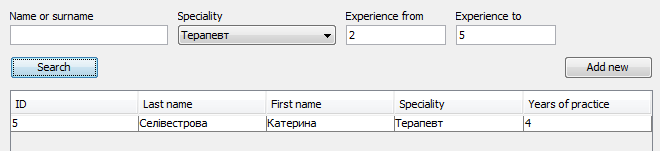 Name or surname Speciality Experience from Experience to
Терапевт 2 5
Search Add new
ID Last name First name Speciality Years of practice
5 Селівестрова Катерина Терапевт 4